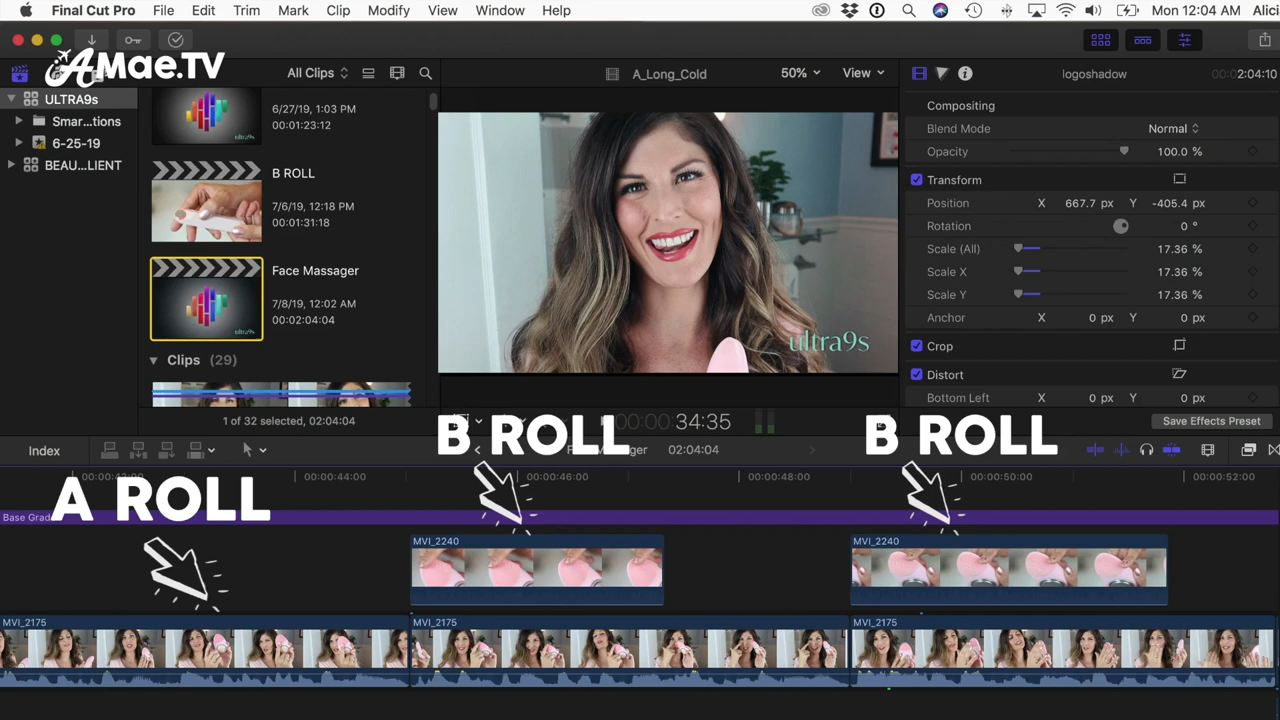 Final Cut Pro File Edit Trim Mark Clip Modify View Window Help Mon 12:04 AM Alici
AMae.TV
All Clips
A_Long_Cold 50% View
logoshadow 2:04:10
ULTRA9s
Smar...tions
6-25-19
BEAU...LIENT
6/27/19, 1:03 PM
00:01:23:12
ultra9s
B ROLL
7/6/19, 12:18 PM
00:01:31:18
Face Massager
7/8/19, 12:02 AM
00:02:04:04
ultra9s
Clips (29)
1 of 32 selected, 02:04:04
ultra9s
Compositing
Blend Mode Normal
Opacity 100.0 %
Transform
Position X 667.7 px Y -405.4 px
Rotation 0 °
Scale (All) 17.36 %
Scale X 17.36 %
Scale Y 17.36 %
Anchor X 0 px Y 0 px
Crop
Distort
Bottom Left X 0 px Y 0 px
Save Effects Preset
00:00:34:35
B ROLL B ROLL
Index
02:04:04
00:00:44:00 00:00:46:00 00:00:48:00 00:00:50:00 00:00:52:00
A ROLL
Base Grad
MVI_2240 MVI_2240
MVI_2175 MVI_2175 MVI_2175